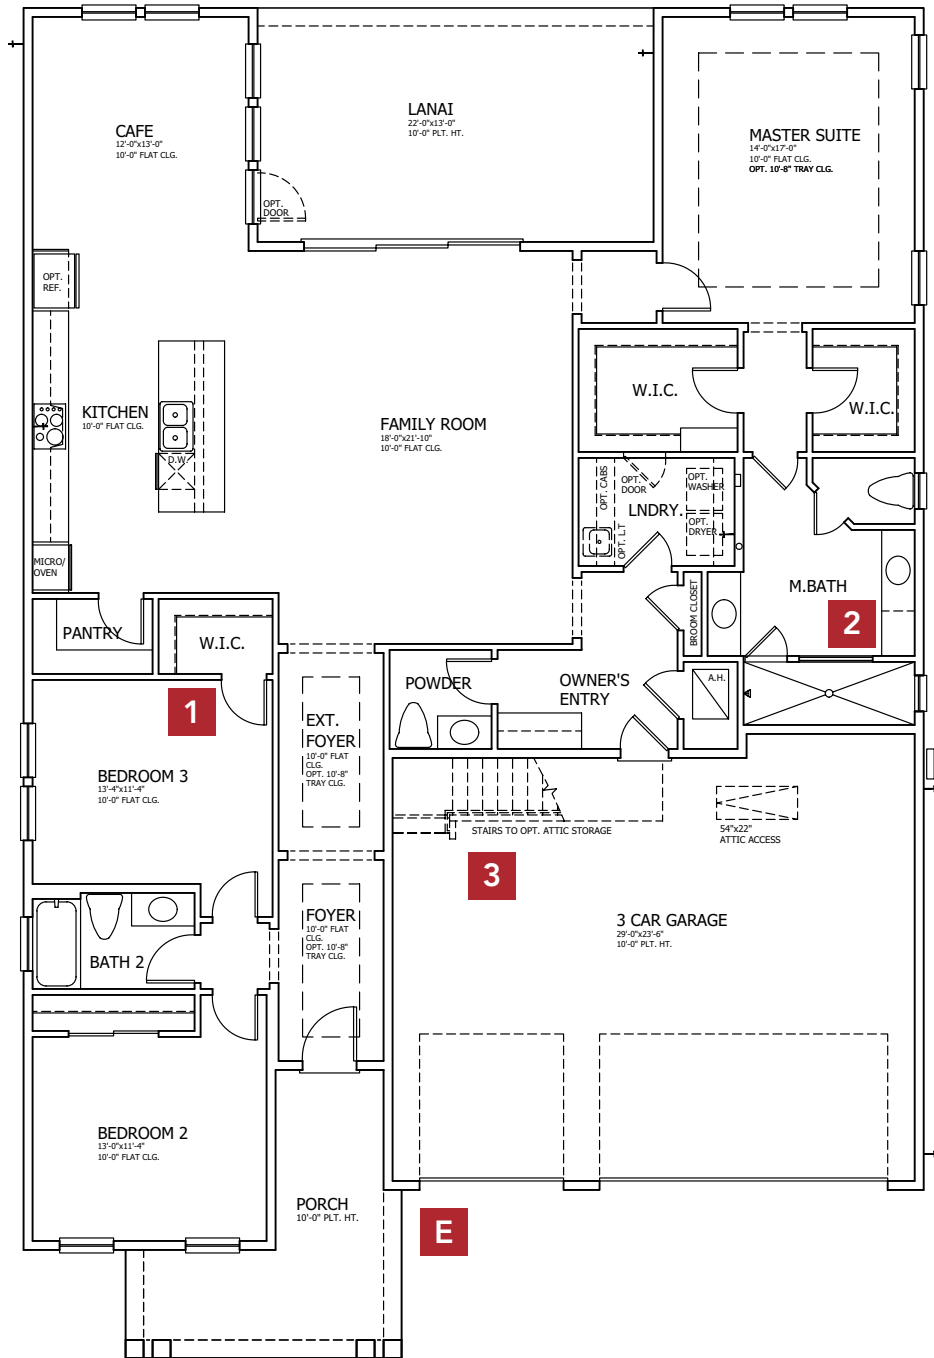 LANAI
22'-0"x13'-0"
10'-0" PLT. HT.
CAFE
12'-0"x13'-0"
10'-0" FLAT CLG.
MASTER SUITE
14'-0"x17'-0"
10'-0" FLAT CLG.
OPT. 10'-8" TRAY CLG.
OPT.
DOOR
OPT.
REF.
KITCHEN
10'-0" FLAT CLG.
D.W.
FAMILY ROOM
18'-0"x21'-10"
10'-0" FLAT CLG.
W.I.C.
W.I.C.
OPT. CABS
OPT.
DOOR
OPT.
WASHER
LNDRY.
OPT. L.T
OPT.
DRYER
MICRO/
OVEN
M.BATH
2
BROOM CLOSET
PANTRY
W.I.C.
POWDER
OWNER'S
ENTRY
A.H.
1
EXT.
FOYER
10'-0" FLAT
CLG.
OPT. 10'-8"
TRAY CLG.
BEDROOM 3
13'-4"x11'-4"
10'-0" FLAT CLG.
STAIRS TO OPT. ATTIC STORAGE
54"x22"
ATTIC ACCESS
3
FOYER
10'-0" FLAT
CLG.
OPT. 10'-8"
TRAY CLG.
3 CAR GARAGE
29'-0"x23'-6"
10'-0" PLT. HT.
BATH 2
BEDROOM 2
13'-0"x11'-4"
10'-0" FLAT CLG.
PORCH
10'-0" PLT. HT.
E